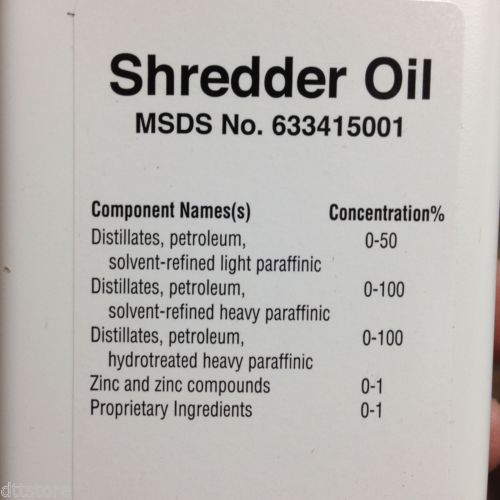 Shredder Oil
MSDS No. 633415001
Component Names(s) Concentration%
Distillates, petroleum, 0-50
solvent-refined light paraffinic
Distillates, petroleum, 0-100
solvent-refined heavy paraffinic
Distillates, petroleum, 0-100
hydrotreated heavy paraffinic
Zinc and zinc compounds 0-1
Proprietary Ingredients 0-1
dttstore